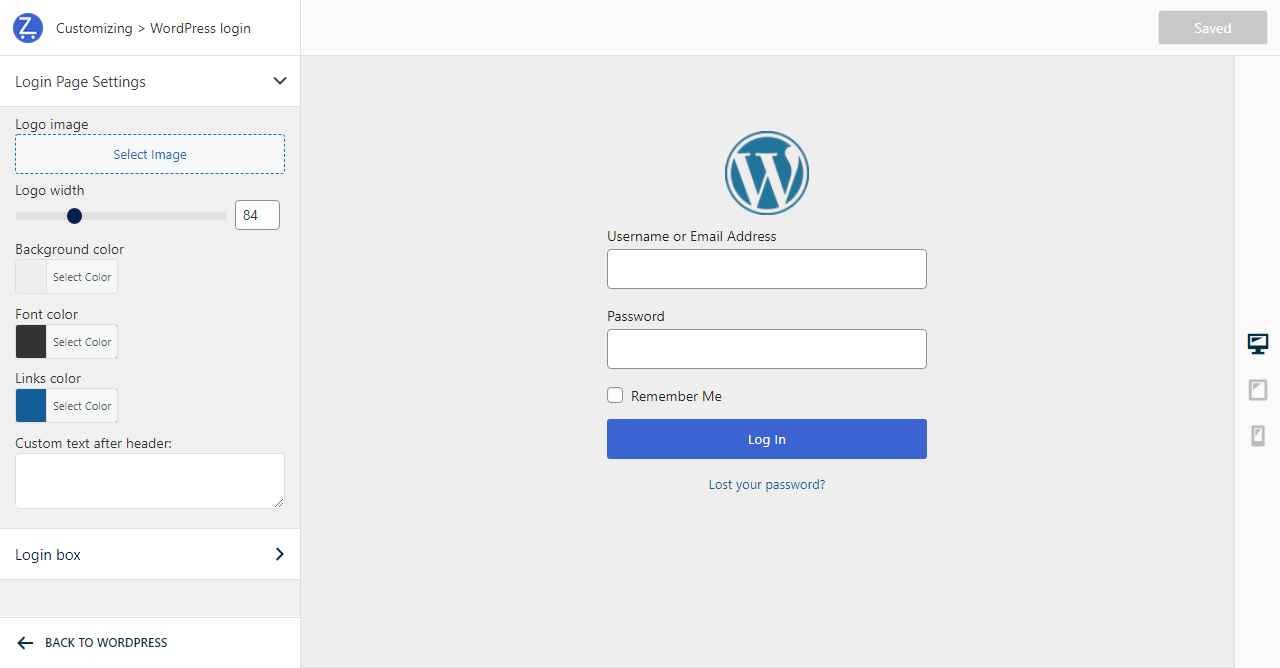 Customizing > WordPress login
Saved
Login Page Settings
Logo image
Select Image
Logo width
84
Background color
Select Color
Font color
Select Color
Links color
Select Color
Custom text after header:
Login box
BACK TO WORDPRESS
Username or Email Address
Password
Remember Me
Log In
Lost your password?